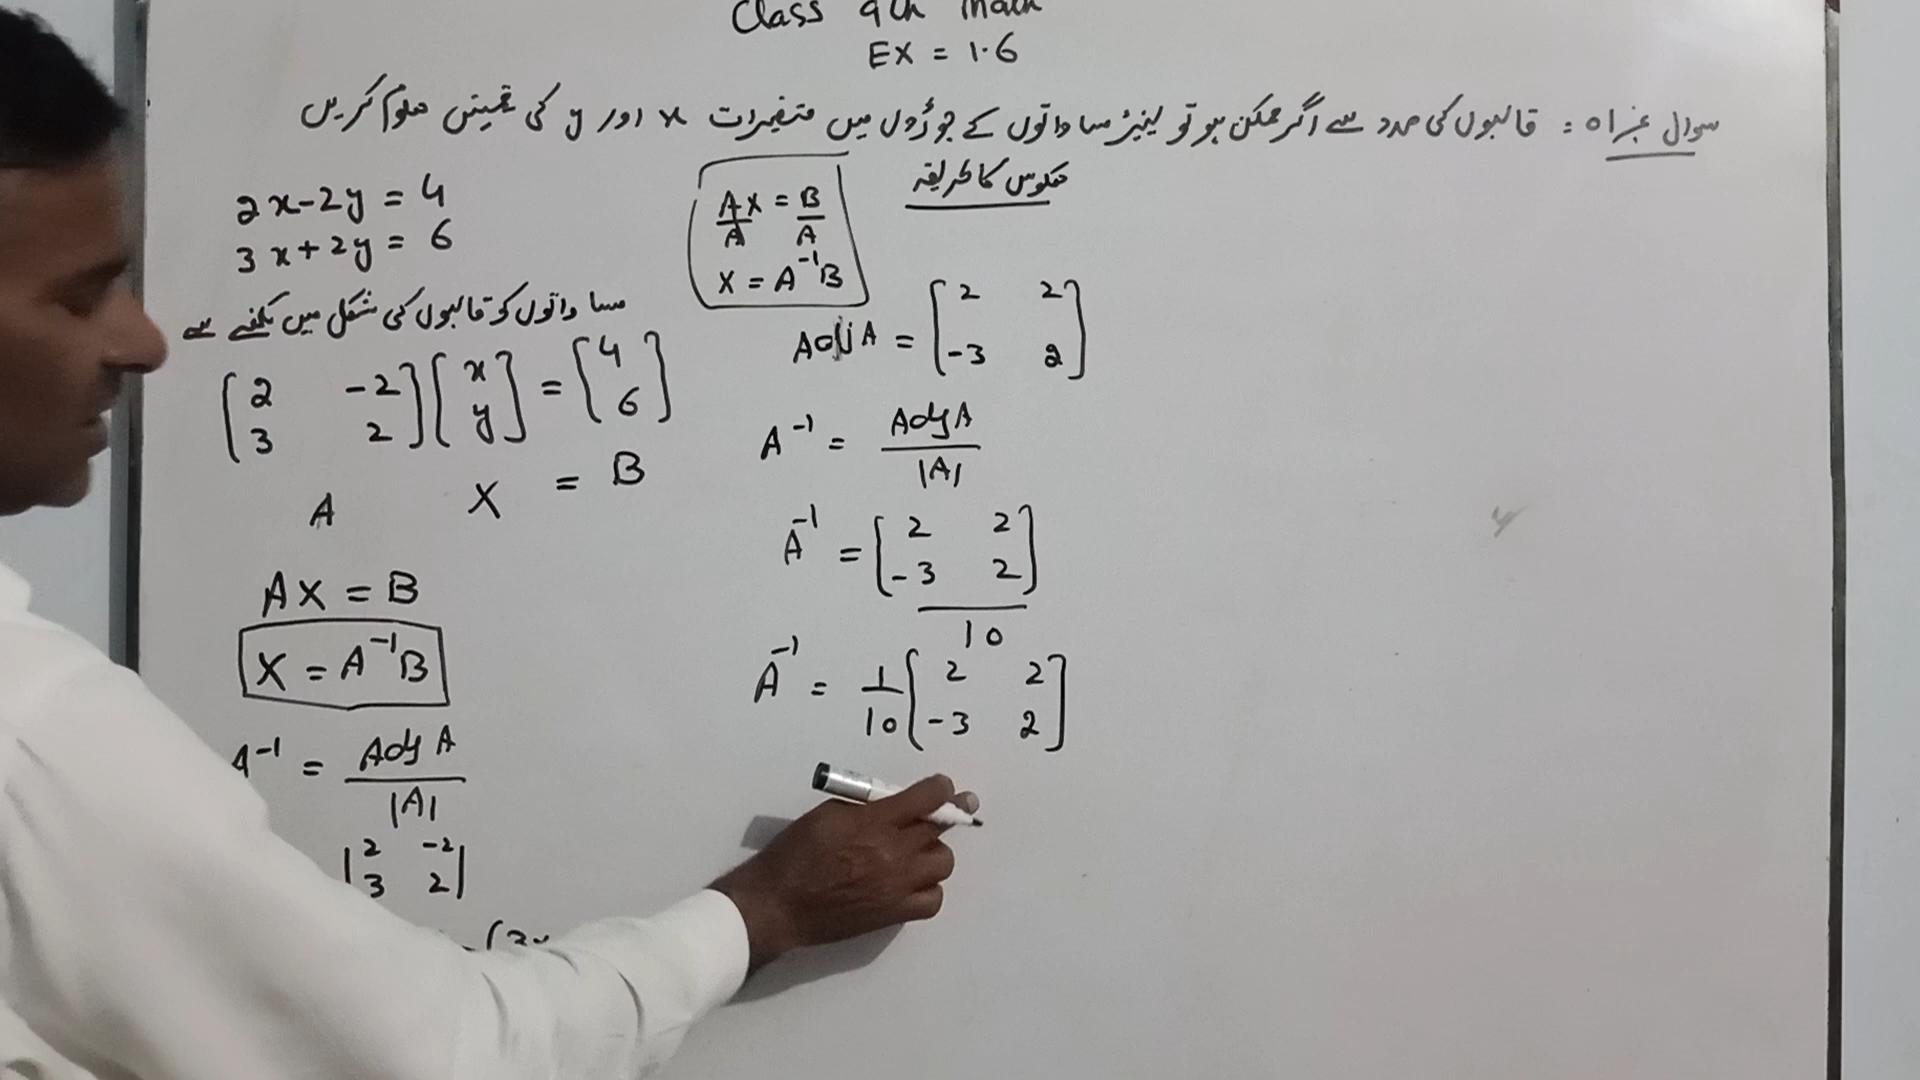 Class 9th Math
EX = 1.6
سوال نمبر 01 : قالبوں کی مدد سے اگر ممکن ہو تو لینیئر مساواتوں کے جوڑوں میں متغیرات x اور y کی قیمتیں معلوم کریں
معکوس کا طریقہ
2x-2y = 4
3x+2y = 6
مساواتوں کو قالبوں کی شکل میں لکھنے سے
[2 -2] [x] = [4]
[3 2] [y] [6]
A X = B
AX = B
X = A⁻¹B
A⁻¹ = Adj A
|A|
|2 -2|
|3 2|
AX = B
A A
X = A⁻¹B
Adj A = [2 2]
[-3 2]
A⁻¹ = Adj A
|A|
A⁻¹ = [2 2]
[-3 2]
10
A⁻¹ = 1/10 [2 2]
[-3 2]